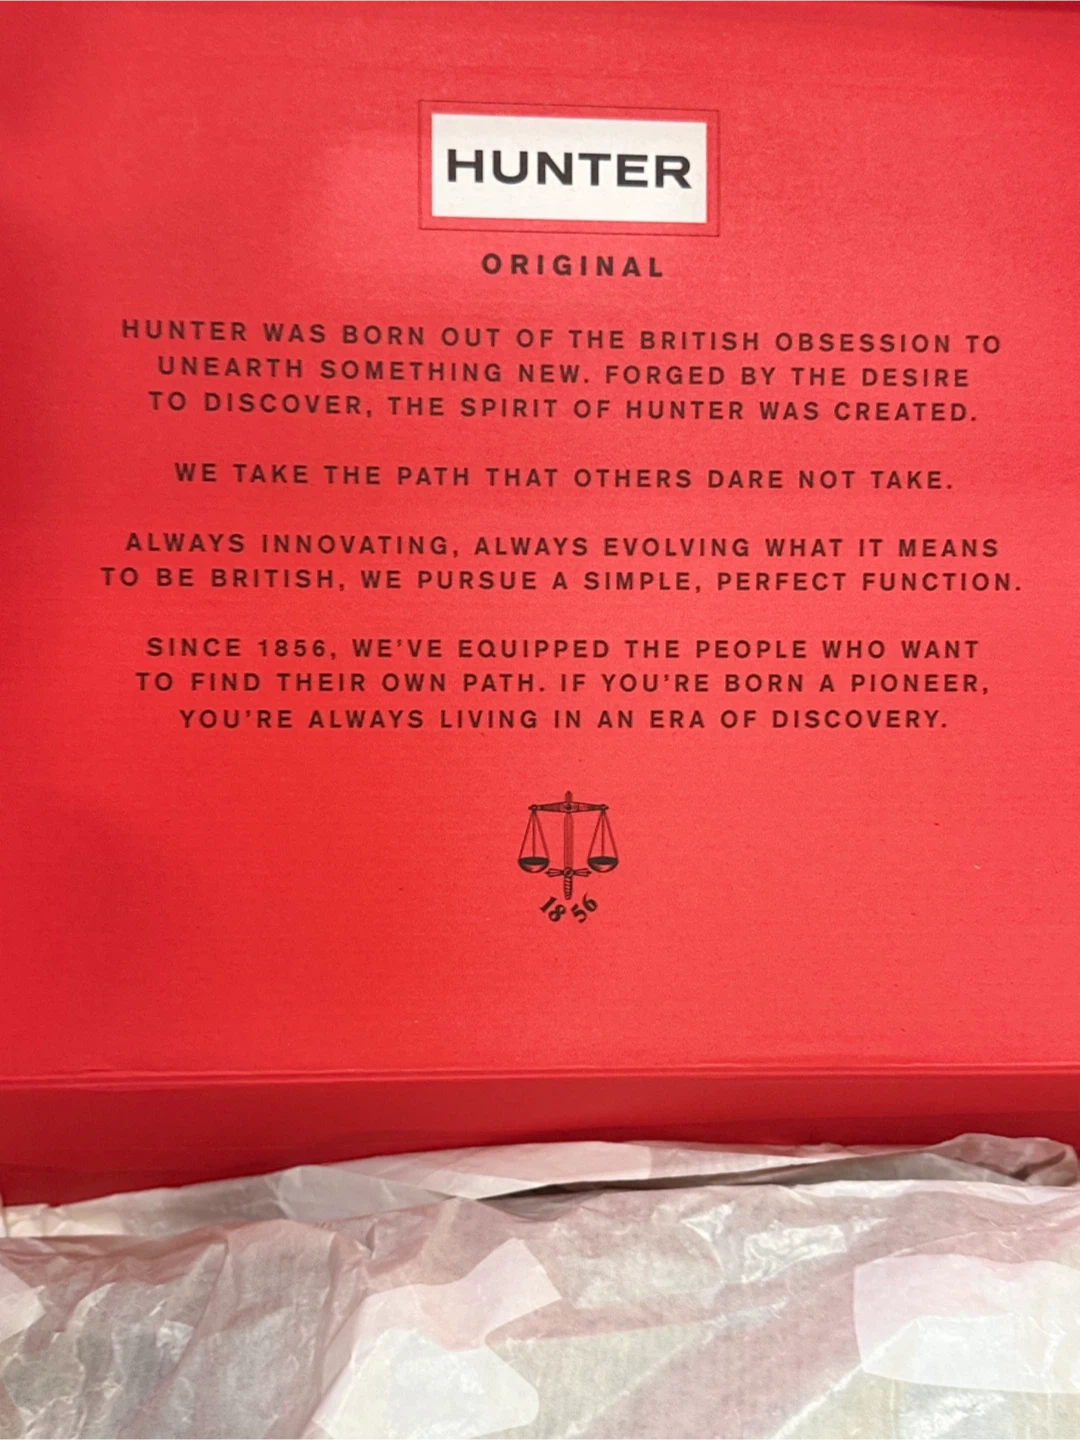 HUNTER
ORIGINAL
HUNTER WAS BORN OUT OF THE BRITISH OBSESSION TO
UNEARTH SOMETHING NEW. FORGED BY THE DESIRE
TO DISCOVER, THE SPIRIT OF HUNTER WAS CREATED.
WE TAKE THE PATH THAT OTHERS DARE NOT TAKE.
ALWAYS INNOVATING, ALWAYS EVOLVING WHAT IT MEANS
TO BE BRITISH, WE PURSUE A SIMPLE, PERFECT FUNCTION.
SINCE 1856, WE'VE EQUIPPED THE PEOPLE WHO WANT
TO FIND THEIR OWN PATH. IF YOU'RE BORN A PIONEER,
YOU'RE ALWAYS LIVING IN AN ERA OF DISCOVERY.
1856